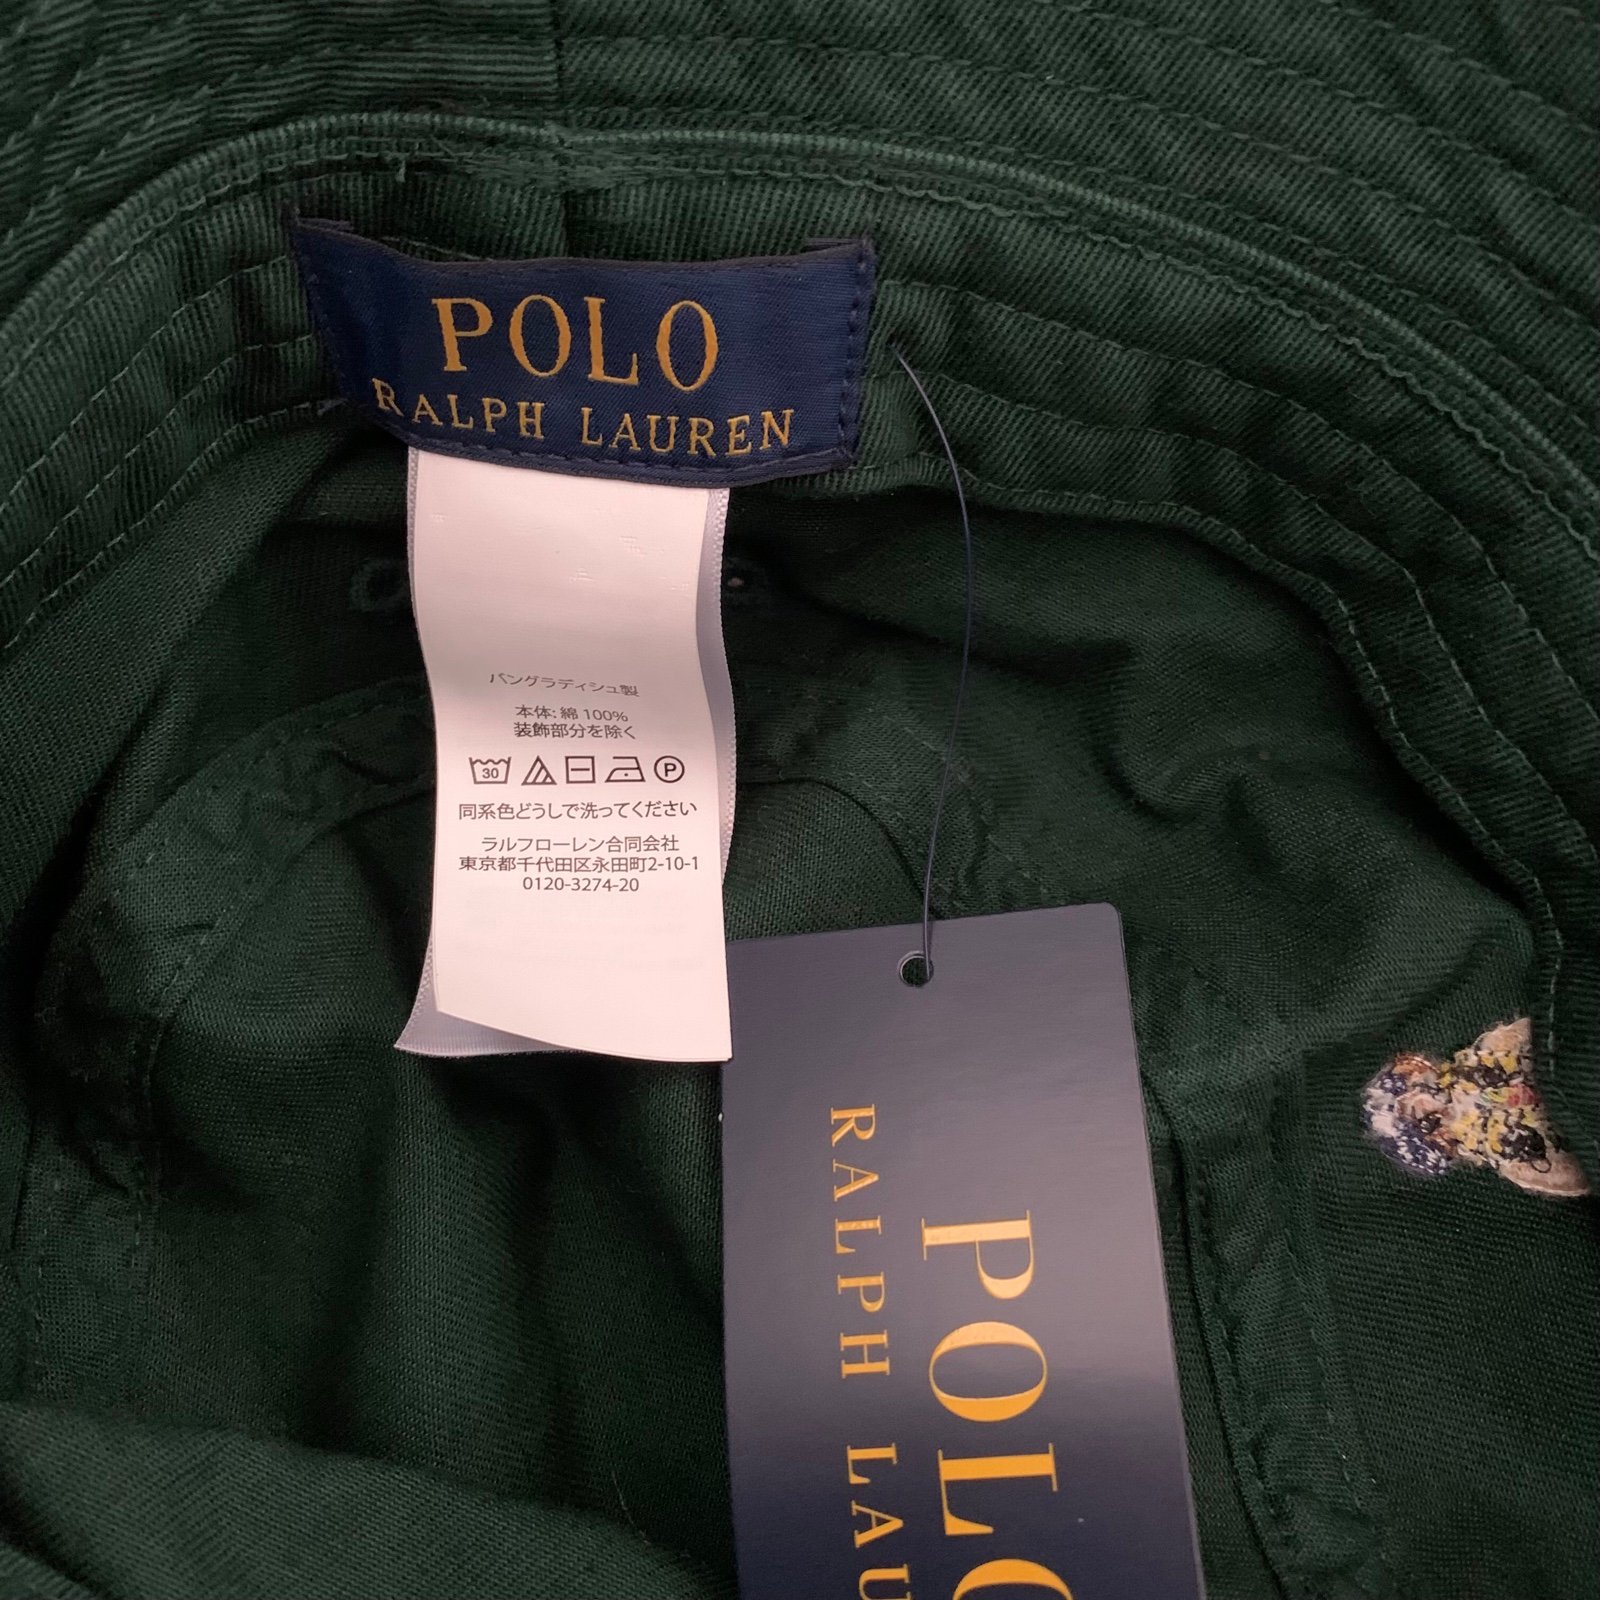 POLO
RALPH LAUREN
バングラディシュ製
本体: 綿 100%
装飾部分を除く
30 P
同系色どうしで洗ってください
ラルフローレン合同会社
東京都千代田区永田町2-10-1
0120-3274-20
POLO
RALPH LAU